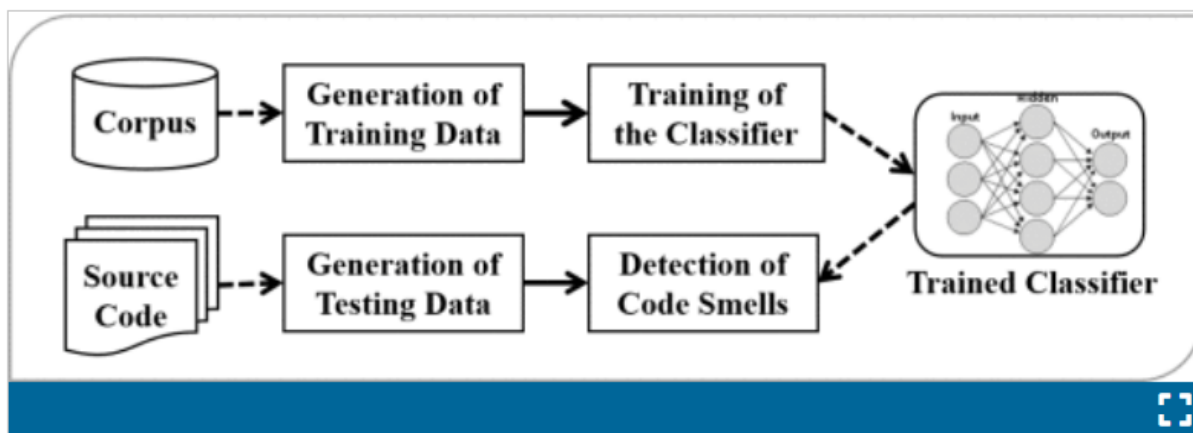 Corpus
Generation of
Training Data
Training of
the Classifier
Input
Hidden
Output
Trained Classifier
Source
Code
Generation of
Testing Data
Detection of
Code Smells